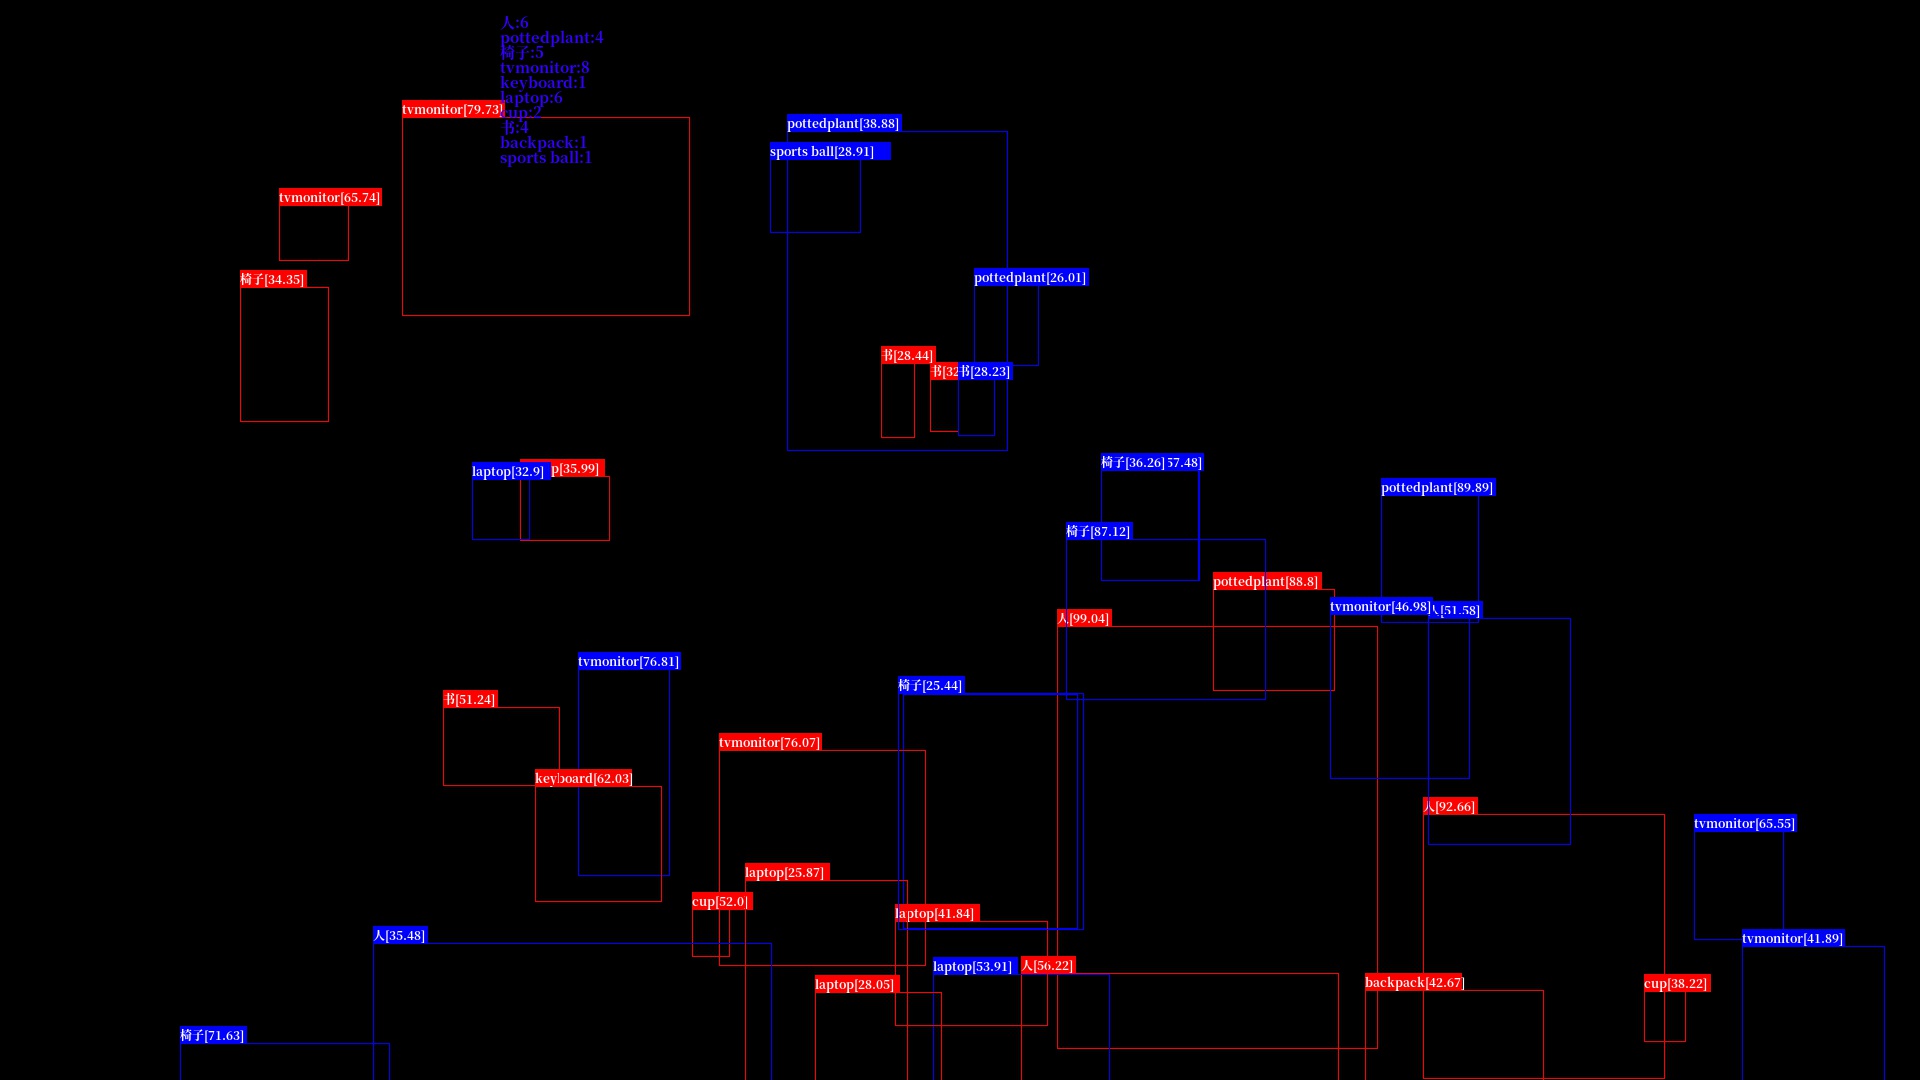 人:6
pottedplant:4
椅子:5
tvmonitor:8
keyboard:1
laptop:6
cup:2
书:4
backpack:1
sports ball:1
tvmonitor[79.73]
pottedplant[38.88]
sports ball[28.91]
tvmonitor[65.74]
椅子[34.35]
pottedplant[26.01]
书[28.44]
书[32
书[28.23]
laptop[32.9]
p[35.99]
椅子[36.26]
57.48]
pottedplant[89.89]
椅子[87.12]
pottedplant[88.8]
tvmonitor[46.98]
人[51.58]
人[99.04]
tvmonitor[76.81]
椅子[25.44]
书[51.24]
tvmonitor[76.07]
keyboard[62.03]
人[92.66]
tvmonitor[65.55]
laptop[25.87]
cup[52.0]
laptop[41.84]
人[35.48]
tvmonitor[41.89]
laptop[53.91]
人[56.22]
laptop[28.05]
backpack[42.67]
cup[38.22]
椅子[71.63]